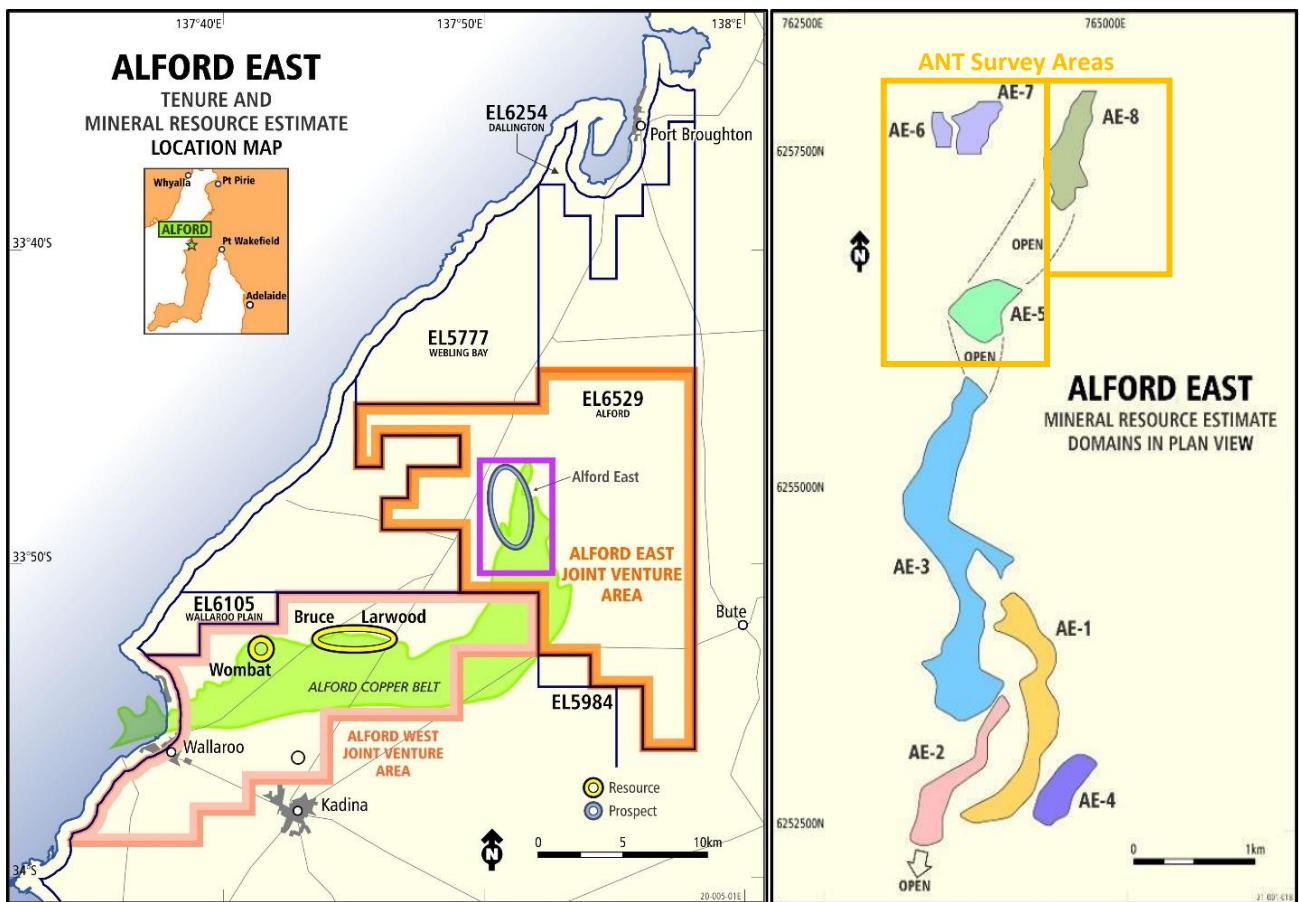 137°40'E
137°50'E
138°E
ALFORD EAST
TENURE AND
MINERAL RESOURCE ESTIMATE
LOCATION MAP
Whyalla
Pt Pirie
ALFORD
Pt Wakefield
Adelaide
EL6254
DALLINGTON
Port Broughton
33°40'S
EL5777
WEBLING BAY
EL6529
ALFORD
Alford East
33°50'S
ALFORD EAST
JOINT VENTURE
AREA
EL6105
WALLAROO PLAIN
Bruce
Larwood
Bute
Wombat
ALFORD COPPER BELT
EL5984
ALFORD WEST
JOINT VENTURE
AREA
Wallaroo
Kadina
Resource
Prospect
N
0 5 10km
34°S
20-005-01E
762500E
765000E
ANT Survey Areas
AE-7
AE-6
AE-8
6257500N
N
OPEN
AE-5
OPEN
ALFORD EAST
MINERAL RESOURCE ESTIMATE
DOMAINS IN PLAN VIEW
6255000N
AE-3
AE-1
AE-2
AE-4
6252500N
0 1km
OPEN